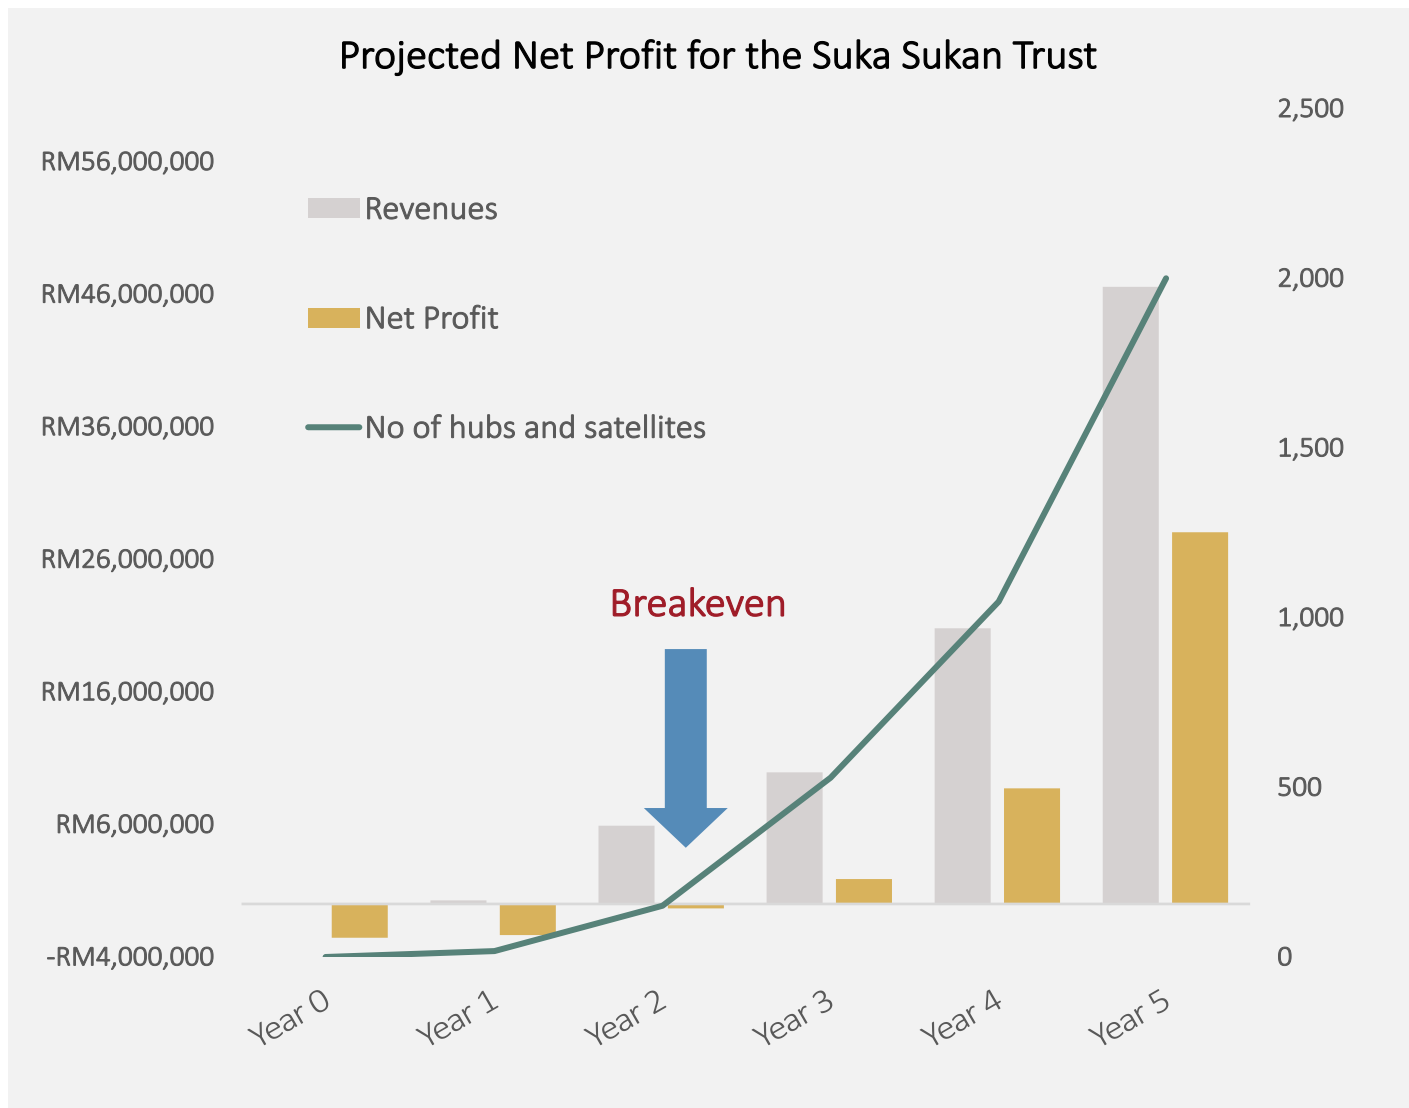 Projected Net Profit for the Suka Sukan Trust
2,500
RM56,000,000
Revenues
RM46,000,000
2,000
Net Profit
RM36,000,000
No of hubs and satellites
1,500
RM26,000,000
Breakeven
1,000
RM16,000,000
RM6,000,000
500
-RM4,000,000
0
Year 0
Year 1
Year 2
Year 3
Year 4
Year 5